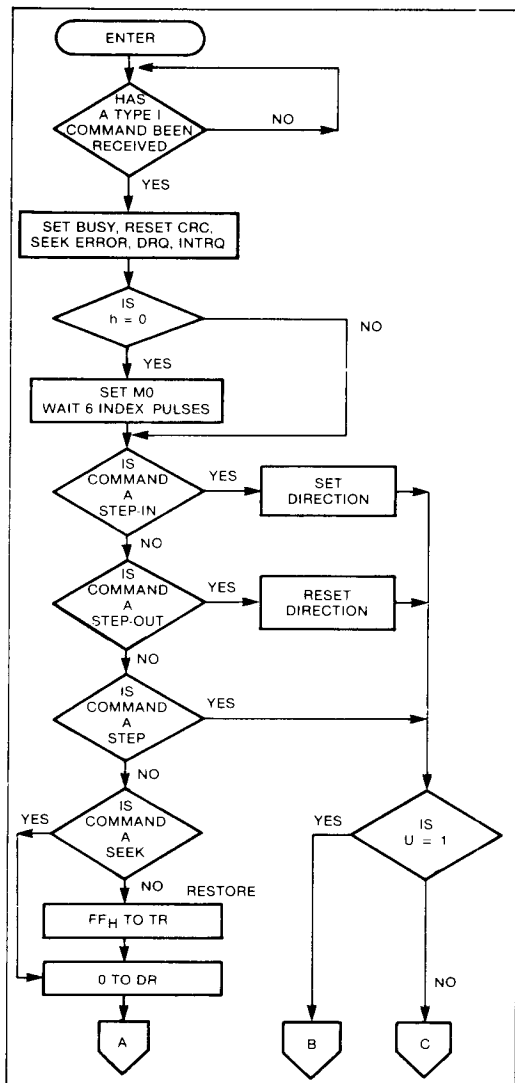 ENTER
HAS
A TYPE I
COMMAND BEEN
RECEIVED
NO
YES
SET BUSY, RESET CRC,
SEEK ERROR, DRQ, INTRQ
IS
h = 0
NO
YES
SET M0
WAIT 6 INDEX PULSES
IS
COMMAND
A
STEP-IN
YES
SET
DIRECTION
NO
IS
COMMAND
A
STEP-OUT
YES
RESET
DIRECTION
NO
IS
COMMAND
A
STEP
YES
NO
YES
IS
COMMAND
A
SEEK
YES
IS
U = 1
NO
RESTORE
FFH TO TR
0 TO DR
NO
A
B
C